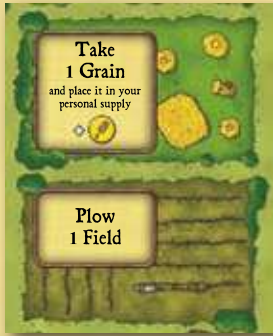 Take
1 Grain
and place it in your
personal supply
Plow
1 Field